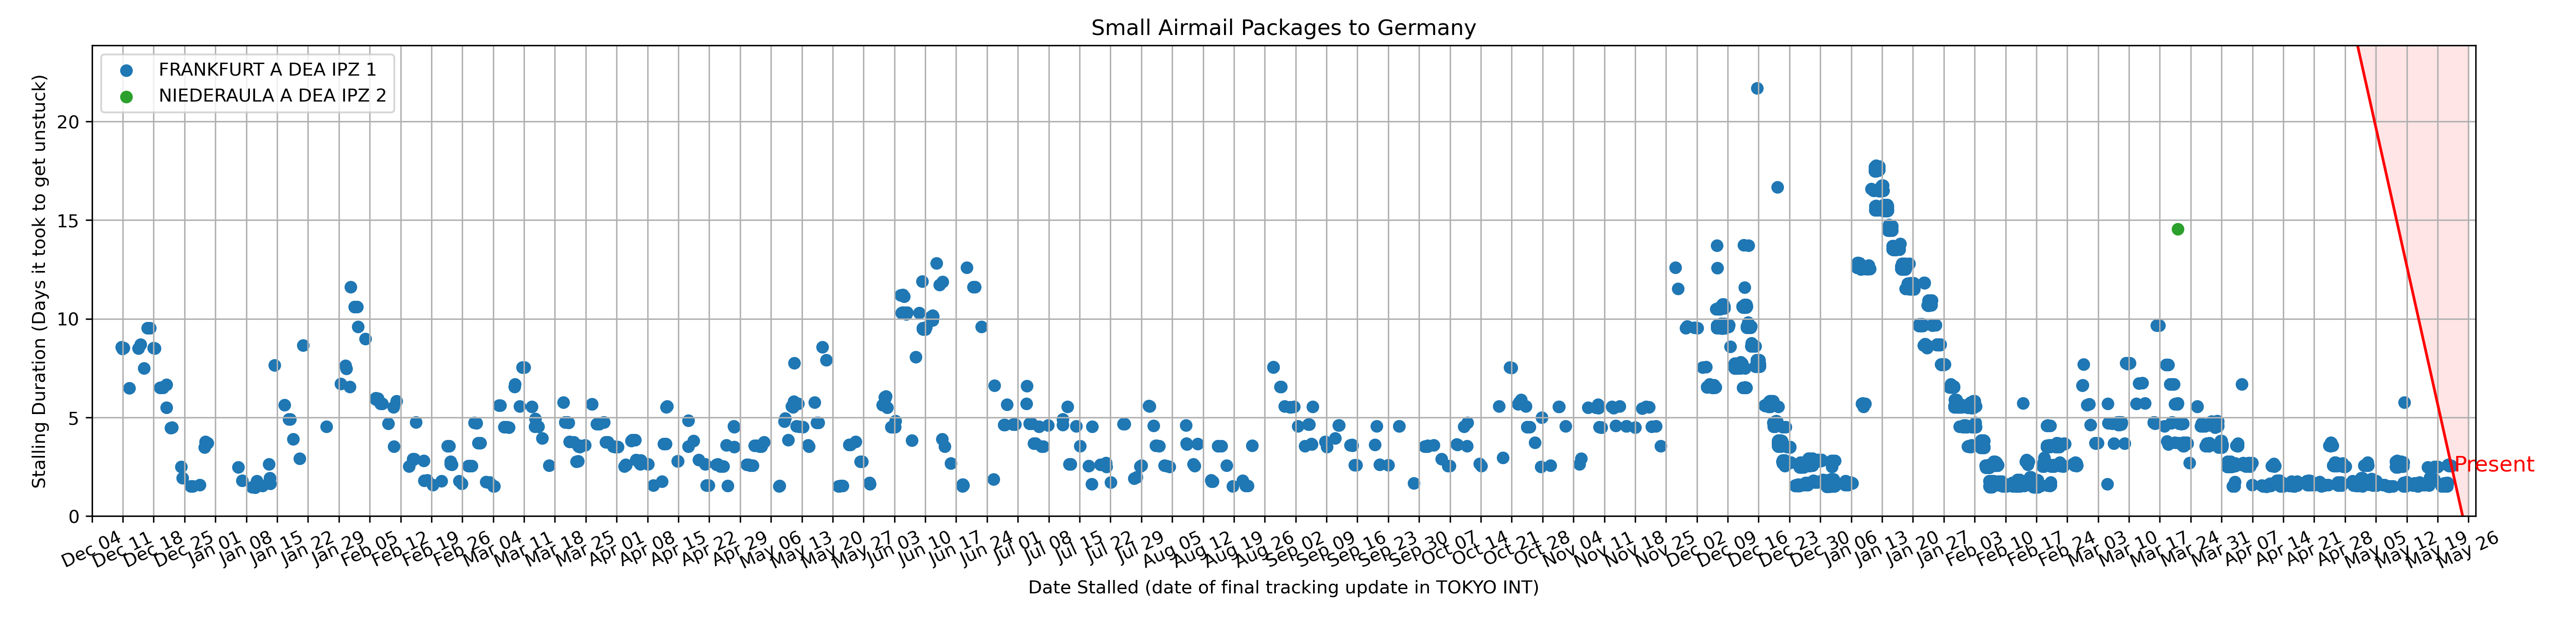 Small Airmail Packages to Germany
FRANKFURT A DEA IPZ 1
NIEDERAULA A DEA IPZ 2
Stalling Duration (Days it took to get unstuck)
20
15
10
5
0
Present
Dec 04
Dec 11
Dec 18
Dec 25
Jan 01
Jan 08
Jan 15
Jan 22
Jan 29
Feb 05
Feb 12
Feb 19
Feb 26
Mar 04
Mar 11
Mar 18
Mar 25
Apr 01
Apr 08
Apr 15
Apr 22
Apr 29
May 06
May 13
May 20
May 27
Jun 03
Jun 10
Jun 17
Jun 24
Jul 01
Jul 08
Jul 15
Jul 22
Jul 29
Aug 05
Aug 12
Aug 19
Aug 26
Sep 02
Sep 09
Sep 16
Sep 23
Sep 30
Oct 07
Oct 14
Oct 21
Oct 28
Nov 04
Nov 11
Nov 18
Nov 25
Dec 02
Dec 09
Dec 16
Dec 23
Dec 30
Jan 06
Jan 13
Jan 20
Jan 27
Feb 03
Feb 10
Feb 17
Feb 24
Mar 03
Mar 10
Mar 17
Mar 24
Mar 31
Apr 07
Apr 14
Apr 21
Apr 28
May 05
May 12
May 19
May 26
Date Stalled (date of final tracking update in TOKYO INT)